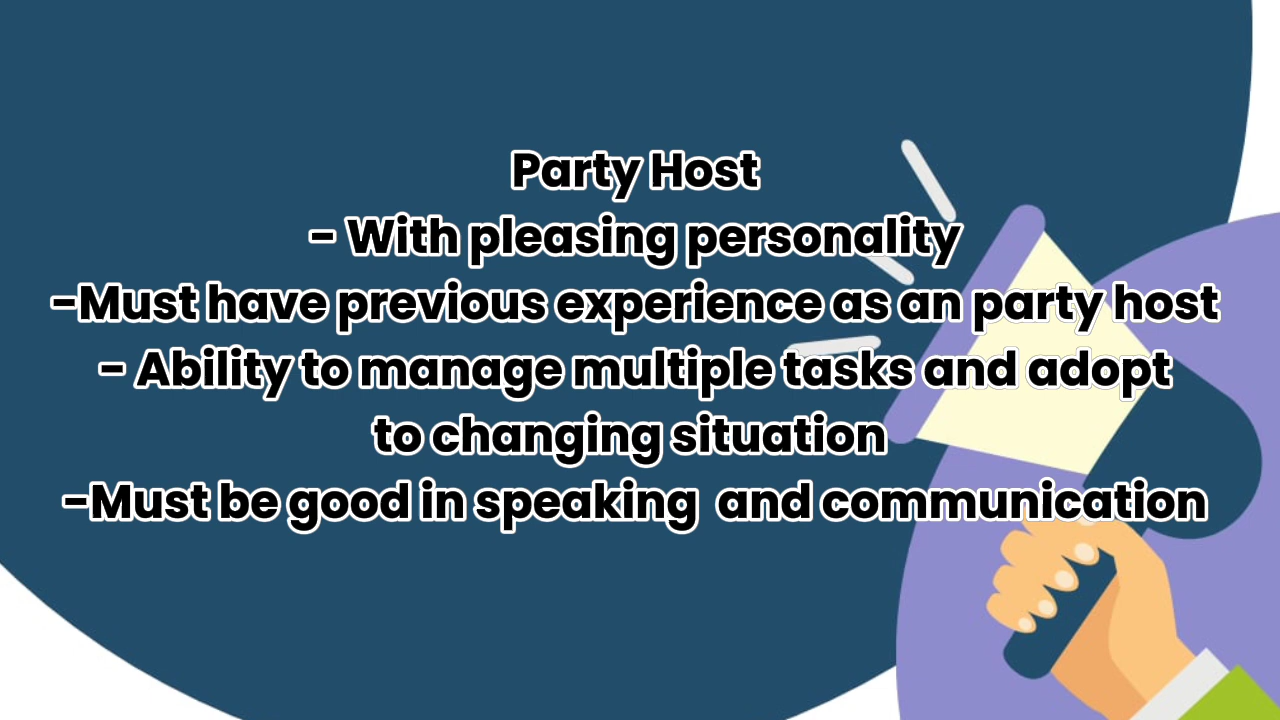 Party Host
- With pleasing personality
-Must have previous experience as an party host
- Ability to manage multiple tasks and adopt
to changing situation
-Must be good in speaking  and communication